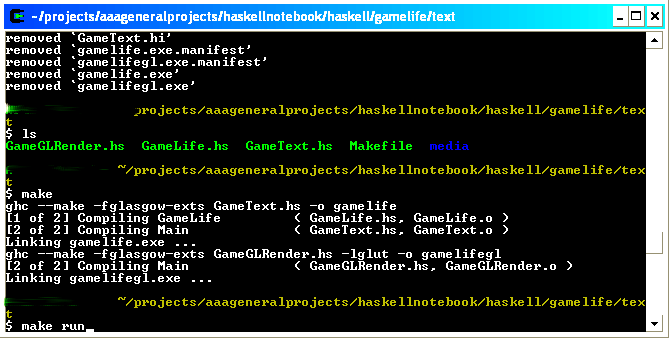 ~/projects/aaageneralprojects/haskellnotebook/haskell/gamelife/text
removed `GameText.hi'
removed `gamelife.exe.manifest'
removed `gamelifegl.exe.manifest'
removed `gamelife.exe'
removed `gamelifegl.exe'
projects/aaageneralprojects/haskellnotebook/haskell/gamelife/tex
t
$ ls
GameGLRender.hs GameLife.hs GameText.hs Makefile media
~/projects/aaageneralprojects/haskellnotebook/haskell/gamelife/tex
t
$ make
ghc --make -fglasgow-exts GameText.hs -o gamelife
[1 of 2] Compiling GameLife ( GameLife.hs, GameLife.o )
[2 of 2] Compiling Main ( GameText.hs, GameText.o )
Linking gamelife.exe ...
ghc --make -fglasgow-exts GameGLRender.hs -lglut -o gamelifegl
[2 of 2] Compiling Main ( GameGLRender.hs, GameGLRender.o )
Linking gamelifegl.exe ...
~/projects/aaageneralprojects/haskellnotebook/haskell/gamelife/tex
t
$ make run